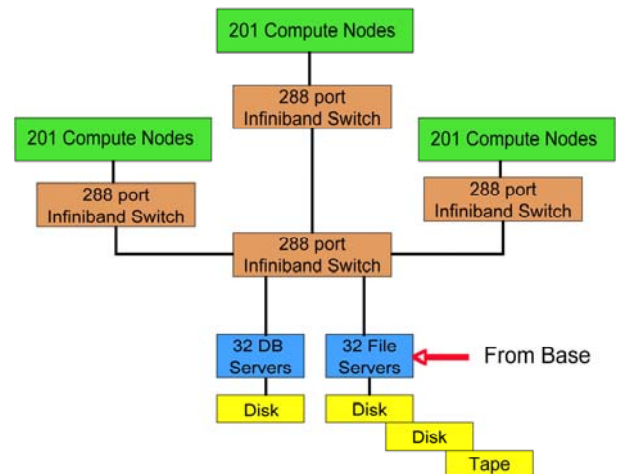 201 Compute Nodes
288 port
Infiniband Switch
201 Compute Nodes
288 port
Infiniband Switch
201 Compute Nodes
288 port
Infiniband Switch
288 port
Infiniband Switch
32 DB
Servers
Disk
32 File
Servers
From Base
Disk
Disk
Tape